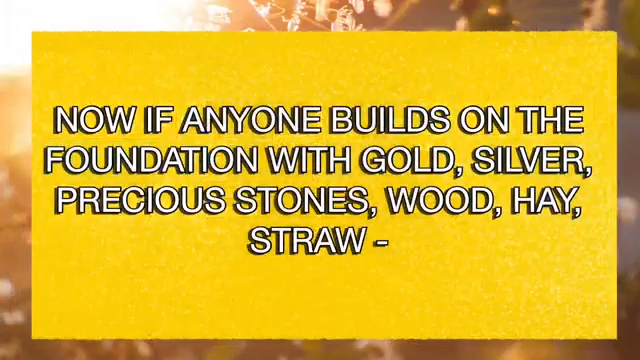 NOW IF ANYONE BUILDS ON THE
FOUNDATION WITH GOLD, SILVER,
PRECIOUS STONES, WOOD, HAY,
STRAW -